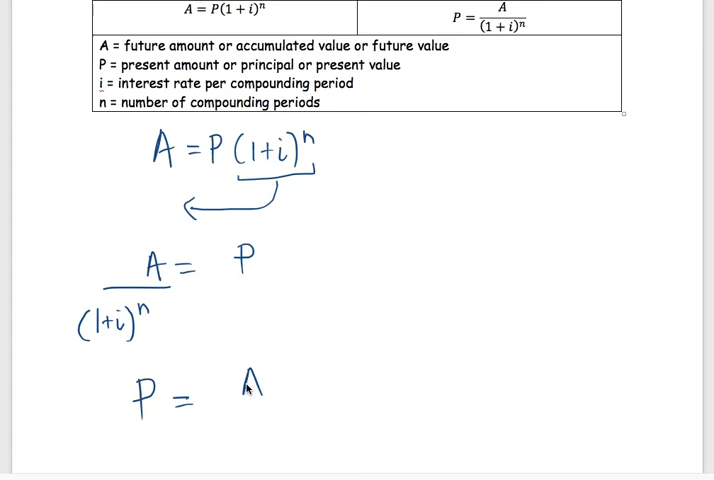 A = P(1 + i)ⁿ
P = A / (1 + i)ⁿ
A = future amount or accumulated value or future value
P = present amount or principal or present value
i = interest rate per compounding period
n = number of compounding periods
A = P (1+i)ⁿ
A / (1+i)ⁿ = P
P = A